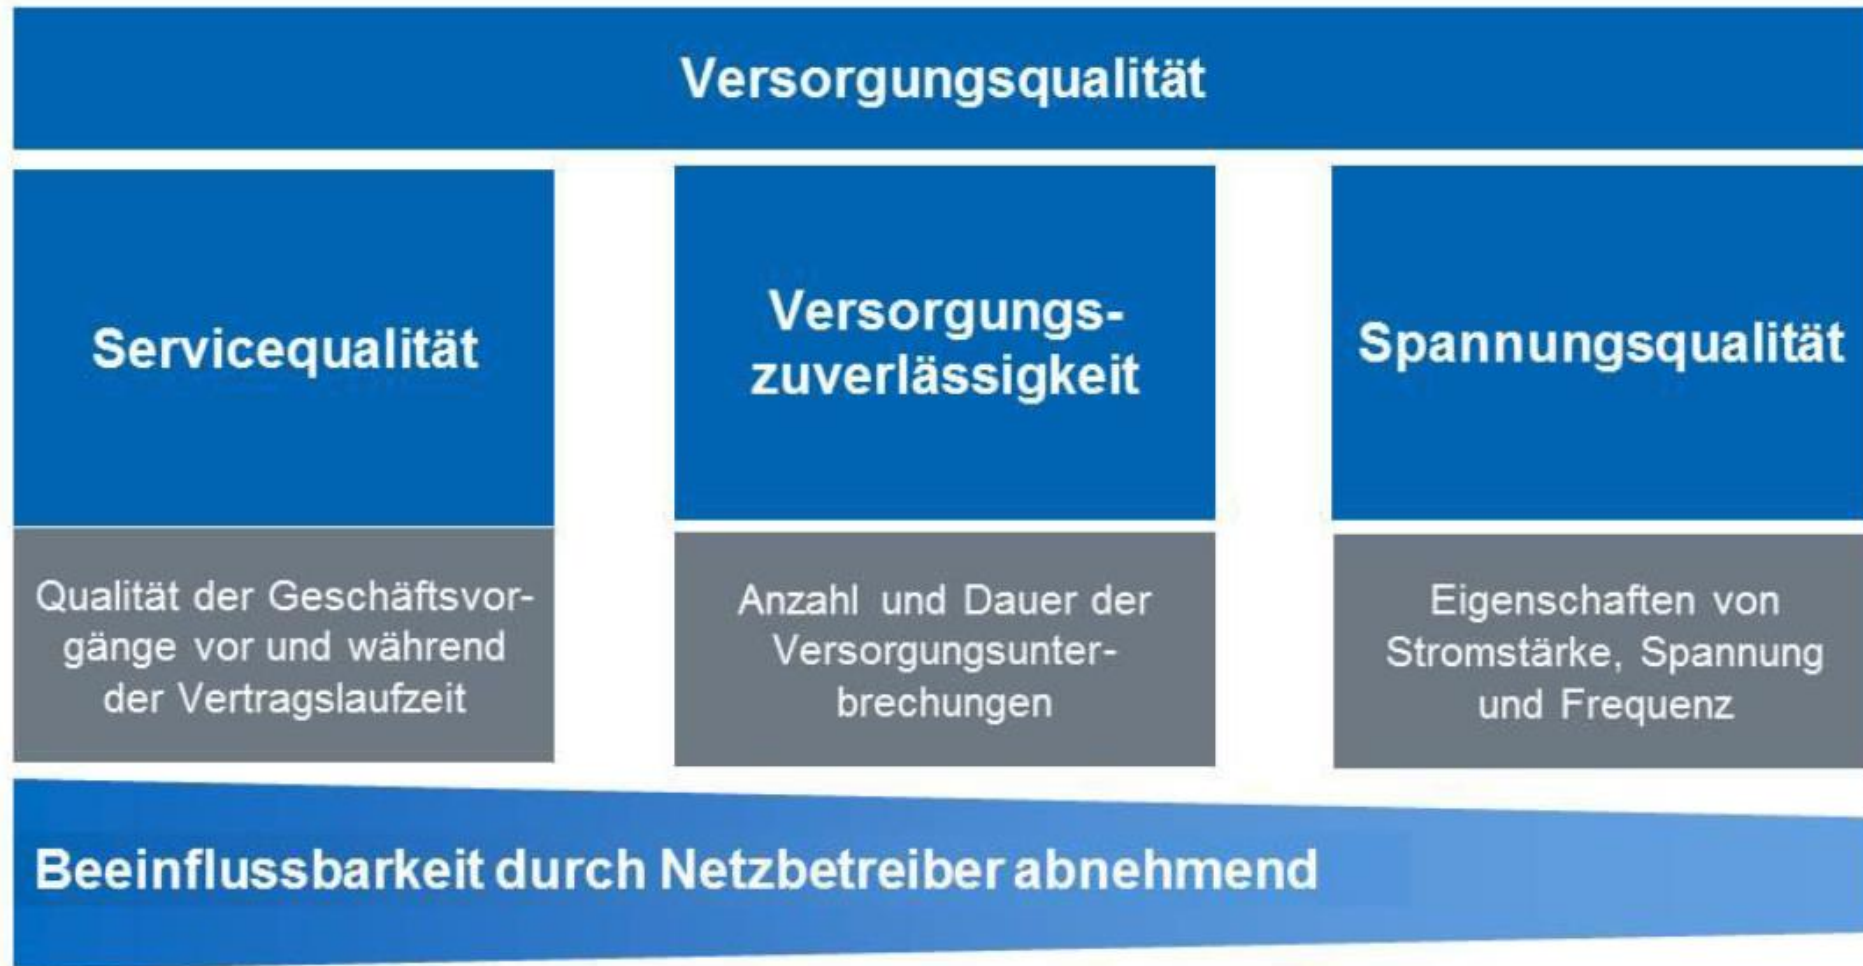 Versorgungsqualität
Servicequalität
Qualität der Geschäftsvor-
gänge vor und während
der Vertragslaufzeit
Versorgungs-
zuverlässigkeit
Anzahl und Dauer der
Versorgungsunter-
brechungen
Spannungsqualität
Eigenschaften von
Stromstärke, Spannung
und Frequenz
Beeinflussbarkeit durch Netzbetreiber abnehmend